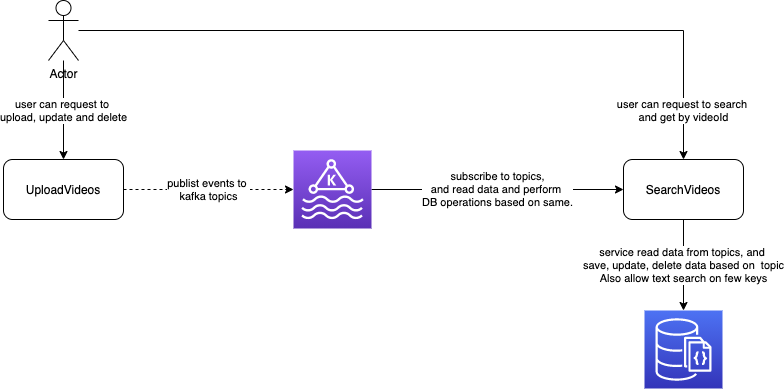 Actor
user can request to
upload, update and delete
user can request to search
and get by videoId
UploadVideos
publist events to
kafka topics
K
subscribe to topics,
and read data and perform
DB operations based on same.
SearchVideos
service read data from topics, and
save, update, delete data based on topic
Also allow text search on few keys
{}